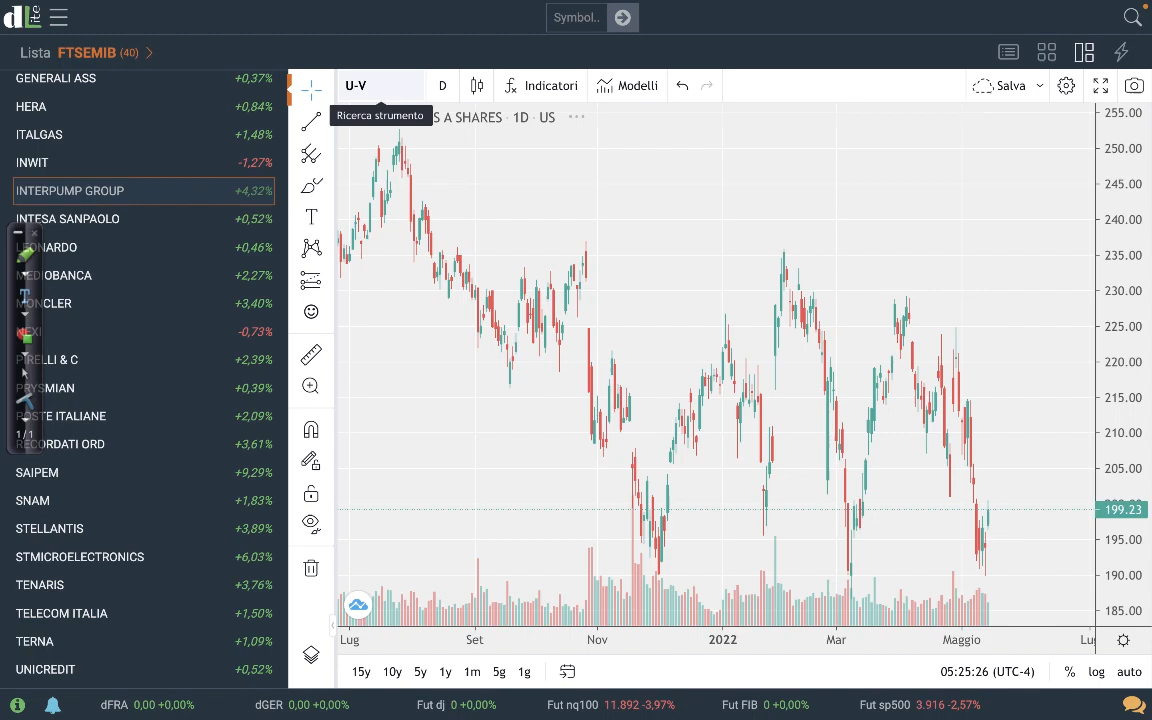 dLite
Symbol..
Lista FTSEMIB (40)
GENERALI ASS +0,37%
HERA +0,84%
ITALGAS +1,48%
INWIT -1,27%
INTERPUMP GROUP +4,32%
INTESA SANPAOLO +0,52%
LEONARDO +0,46%
MEDIOBANCA +2,27%
MONCLER +3,40%
NEXI -0,73%
PIRELLI & C +2,39%
PRYSMIAN +0,39%
POSTE ITALIANE +2,09%
RECORDATI ORD +3,61%
SAIPEM +9,29%
SNAM +1,83%
STELLANTIS +3,89%
STMICROELECTRONICS +6,03%
TENARIS +3,76%
TELECOM ITALIA +1,50%
TERNA +1,09%
UNICREDIT +0,52%
1/1
U-V D Indicatori Modelli Salva
Ricerca strumento
S A SHARES · 1D · US
255.00
250.00
245.00
240.00
235.00
230.00
225.00
220.00
215.00
210.00
205.00
199.23
195.00
190.00
185.00
Lug Set Nov 2022 Mar Maggio Lug
15y 10y 5y 1y 1m 5g 1g 05:25:26 (UTC-4) % log auto
dFRA 0,00 +0,00% dGER 0,00 +0,00% Fut dj 0 +0,00% Fut nq100 11.892 -3,97% Fut FIB 0 +0,00% Fut sp500 3.916 -2,57%